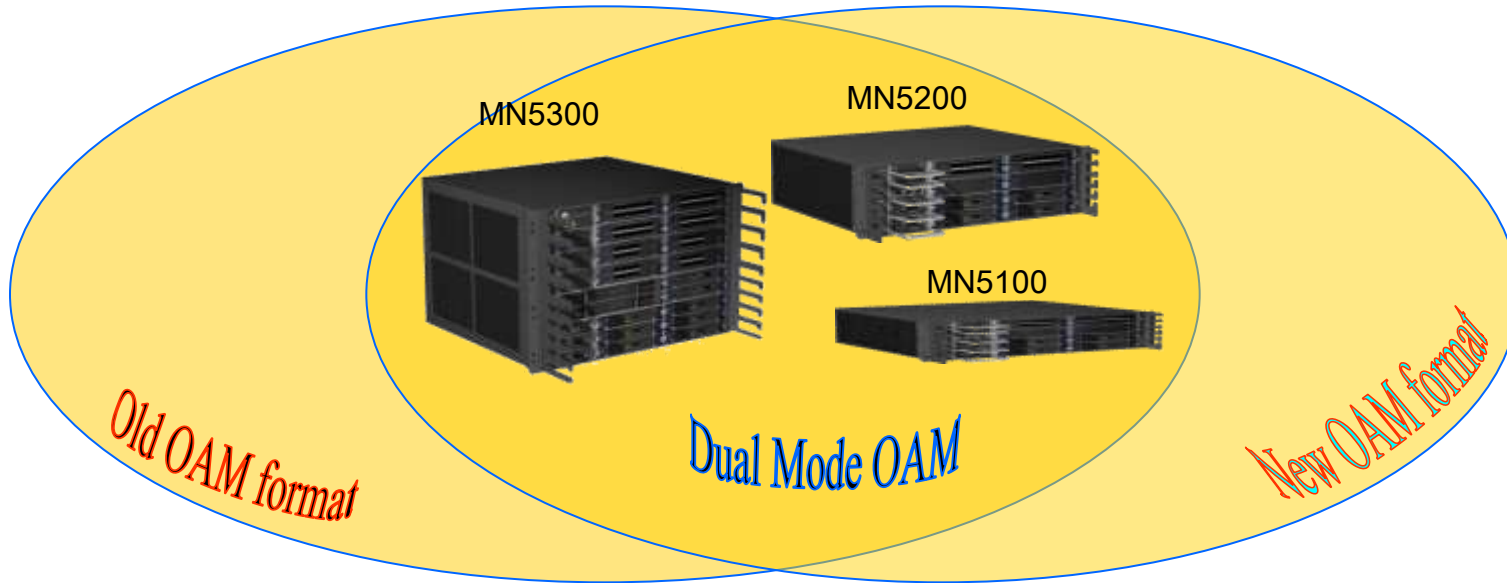 MN5300
MN5200
MN5100
Old OAM format
Dual Mode OAM
New OAM format